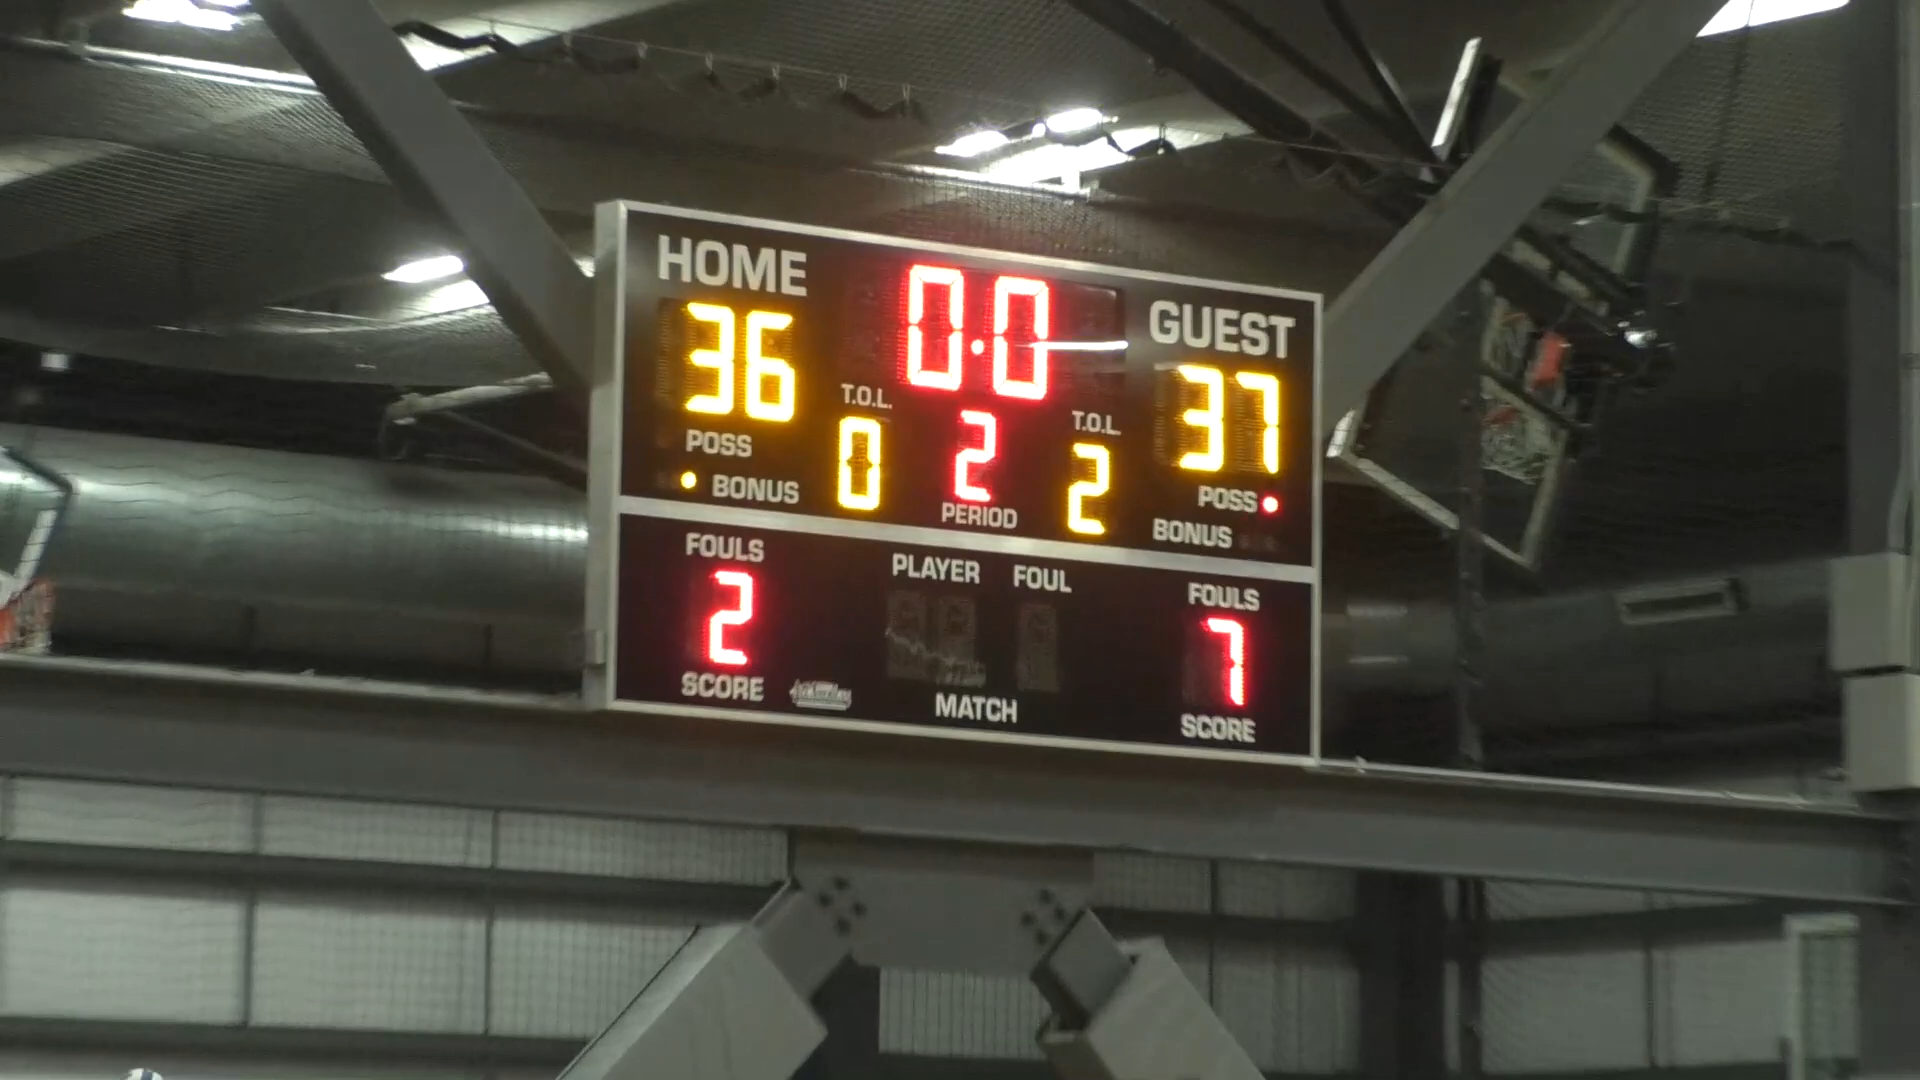 HOME
0.0
GUEST
36
37
T.O.L.
T.O.L.
0
2
2
POSS
POSS
BONUS
PERIOD
BONUS
FOULS
PLAYER FOUL
FOULS
2
7
SCORE
MATCH
SCORE